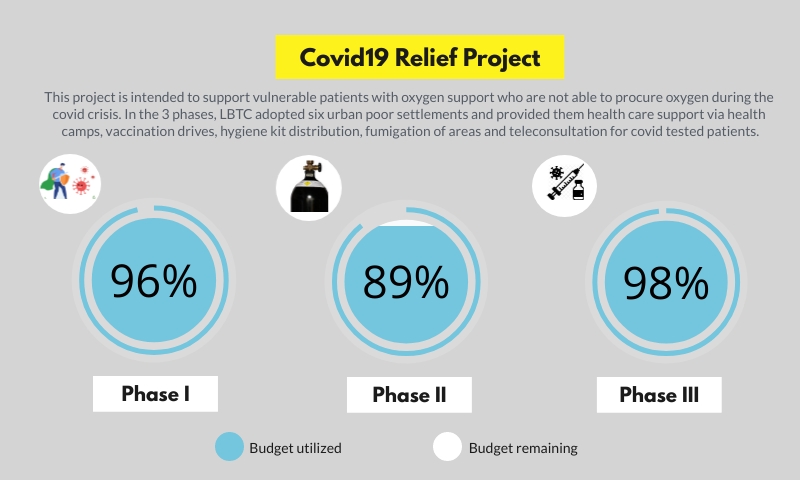 Covid19 Relief Project
This project is intended to support vulnerable patients with oxygen support who are not able to procure oxygen during the
covid crisis. In the 3 phases, LBTC adopted six urban poor settlements and provided them health care support via health
camps, vaccination drives, hygiene kit distribution, fumigation of areas and teleconsultation for covid tested patients.
96%
89%
98%
Phase I
Phase II
Phase III
Budget utilized
Budget remaining